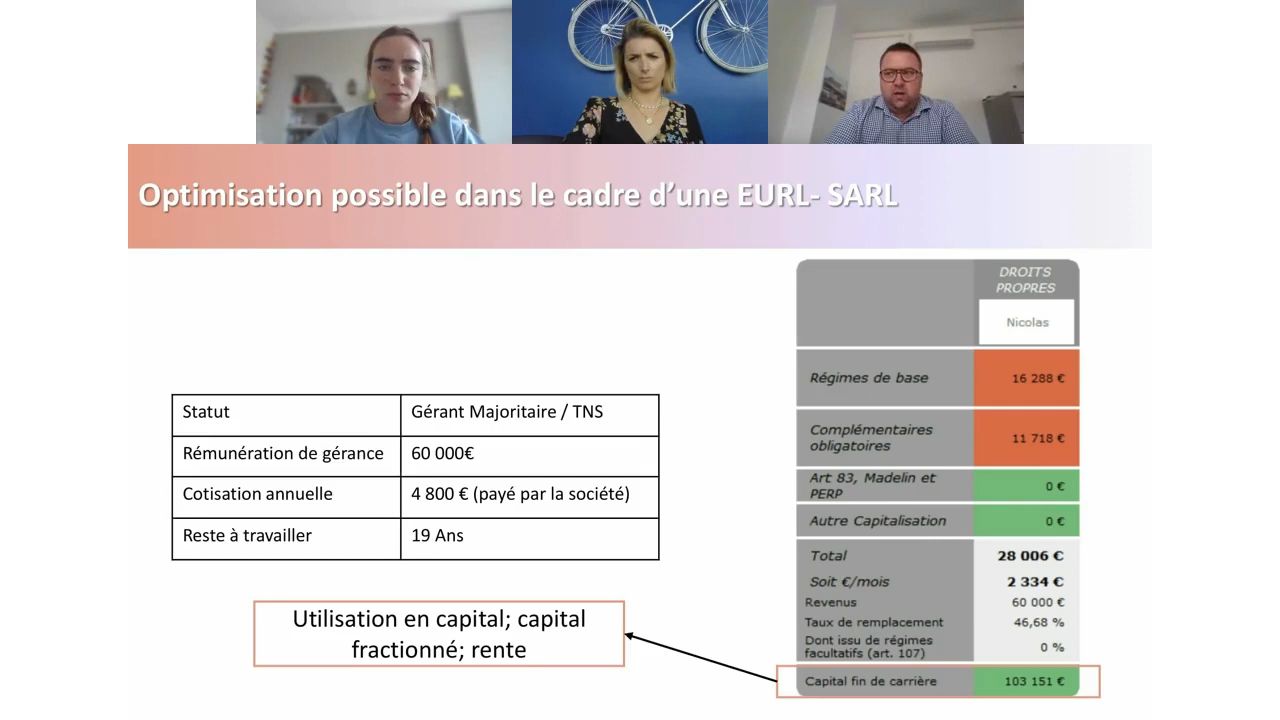 Optimisation possible dans le cadre d'une EURL- SARL
Statut
Gérant Majoritaire / TNS
Rémunération de gérance
60 000€
Cotisation annuelle
4 800 € (payé par la société)
Reste à travailler
19 Ans
Utilisation en capital; capital
fractionné; rente
DROITS
PROPRES
Nicolas
Régimes de base
16 288 €
Complémentaires
obligatoires
11 718 €
Art 83, Madelin et
PERP
0 €
Autre Capitalisation
0 €
Total
28 006 €
Soit €/mois
2 334 €
Revenus
60 000 €
Taux de remplacement
46,68 %
Dont issu de régimes
facultatifs (art. 107)
0 %
Capital fin de carrière
103 151 €